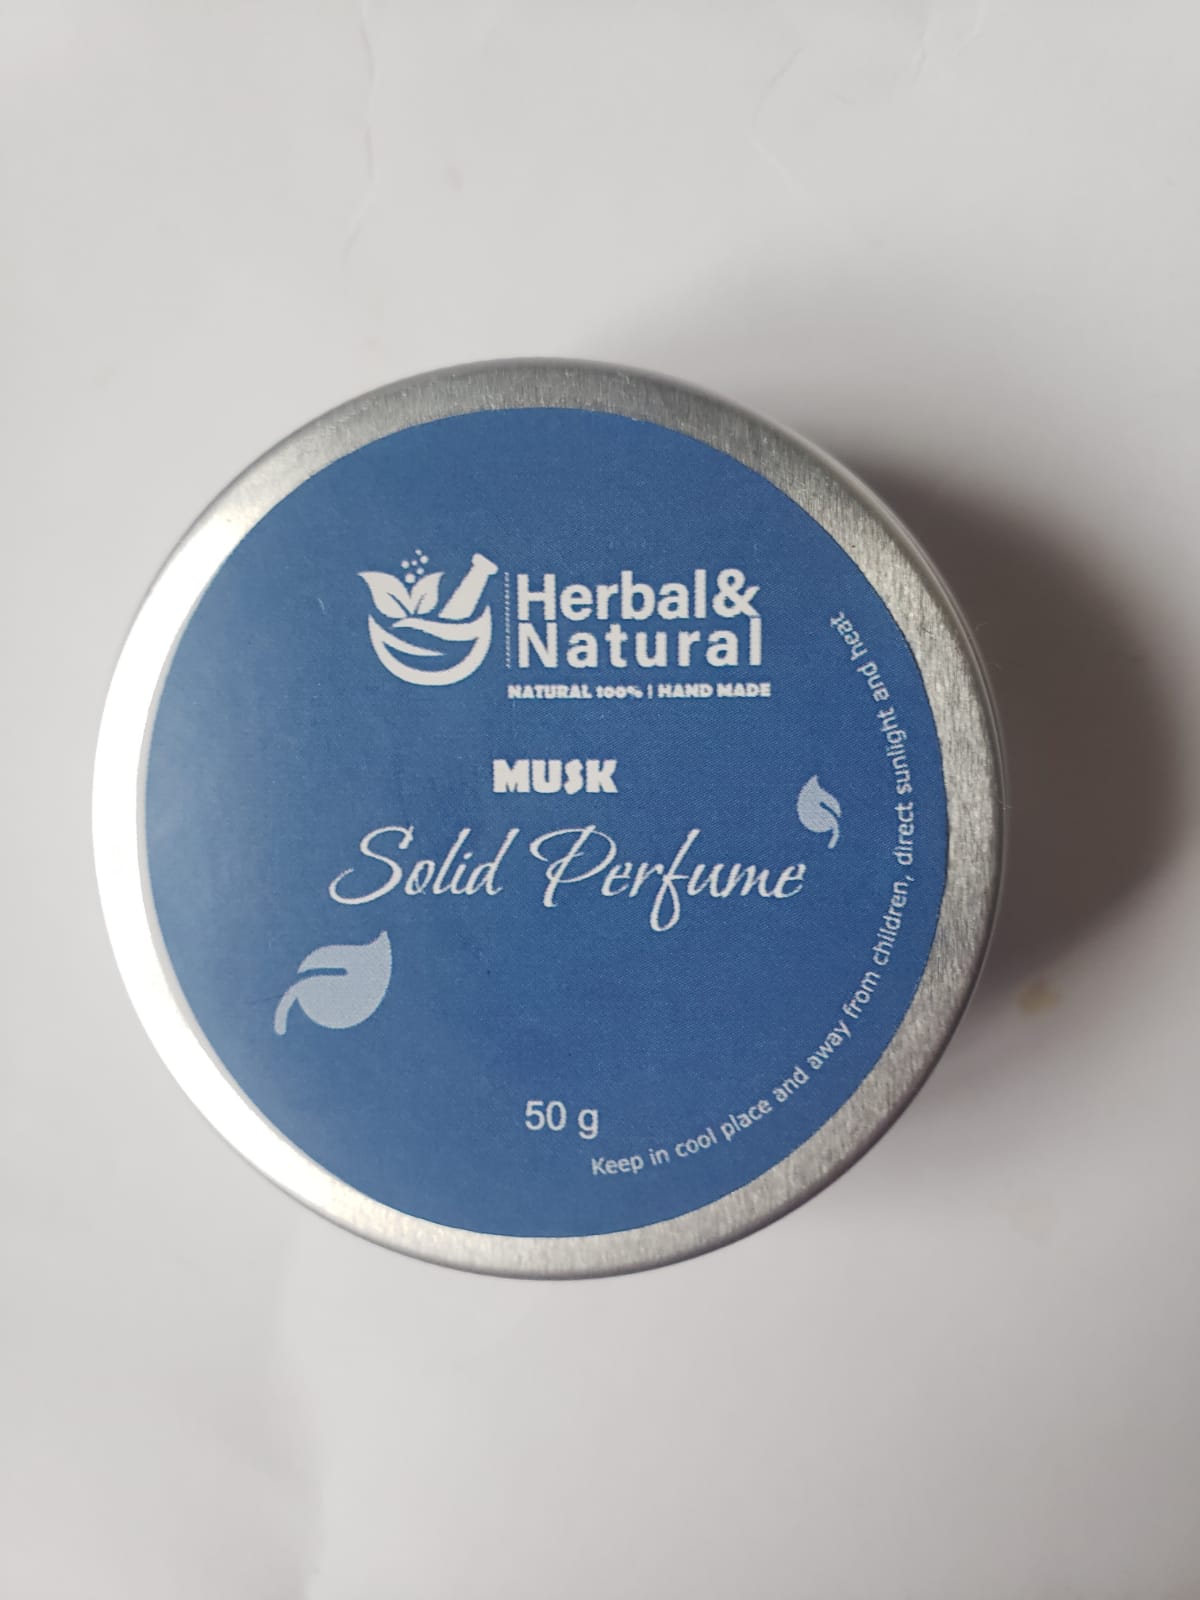 Herbal&
Natural
NATURAL 100% | HAND MADE
MUSK
Solid Perfume
50 g
Keep in cool place and away from children, direct sunlight and heat